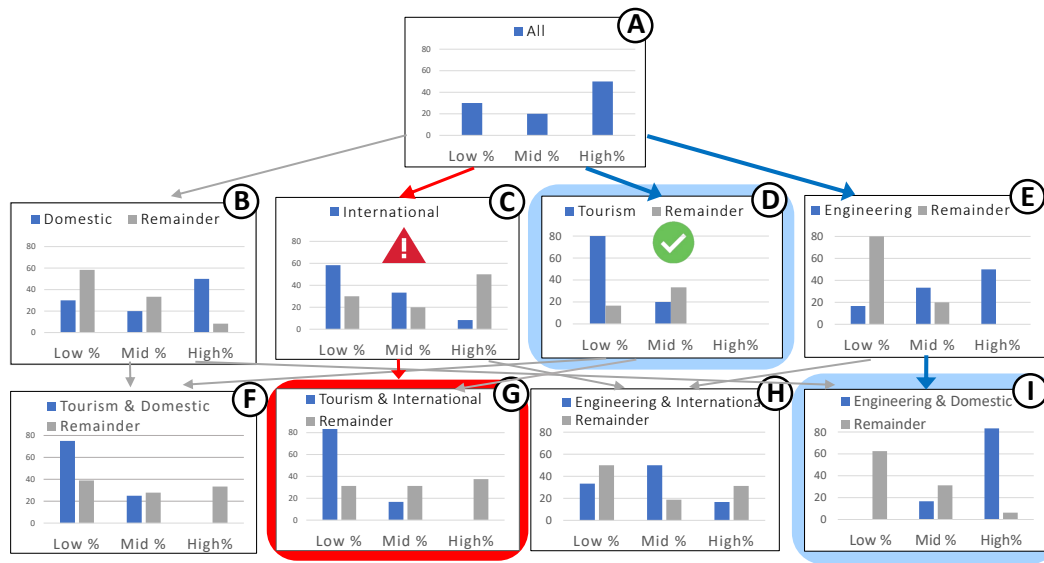 A
All
80
60
40
20
0
Low % Mid % High%
B
Domestic Remainder
80
60
40
20
0
Low % Mid % High%
C
International
!
80
60
40
20
0
Low % Mid % High%
D
Tourism Remainder
80
60
40
20
0
Low % Mid % High%
E
Engineering Remainder
80
60
40
20
0
Low % Mid % High%
F
Tourism & Domestic
Remainder
80
60
40
20
0
Low % Mid % High%
G
Tourism & International
Remainder
80
60
40
20
0
Low % Mid % High%
H
Engineering & International
Remainder
80
60
40
20
0
Low % Mid % High%
I
Engineering & Domestic
Remainder
80
60
40
20
0
Low % Mid % High%